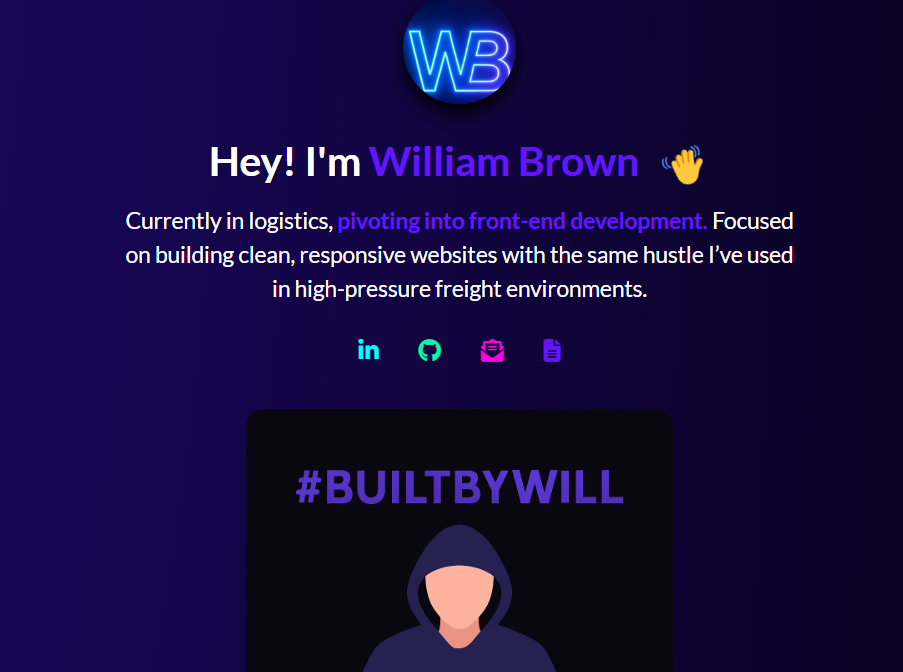 WB
Hey! I'm William Brown
Currently in logistics, pivoting into front-end development. Focused
on building clean, responsive websites with the same hustle I’ve used
in high-pressure freight environments.
in
#BUILTBYWILL